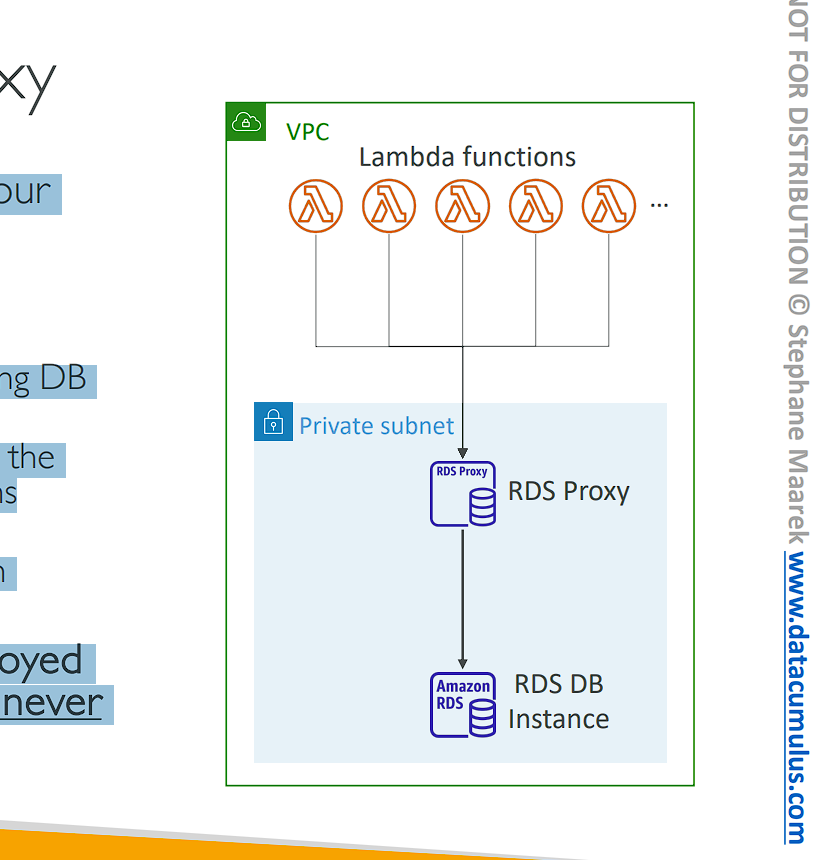 xy
our
ng DB
the
ns
n
oyed
never
VPC
Lambda functions
...
Private subnet
RDS Proxy
RDS Proxy
Amazon
RDS
RDS DB
Instance
NOT FOR DISTRIBUTION © Stephane Maarek www.datacumulus.com